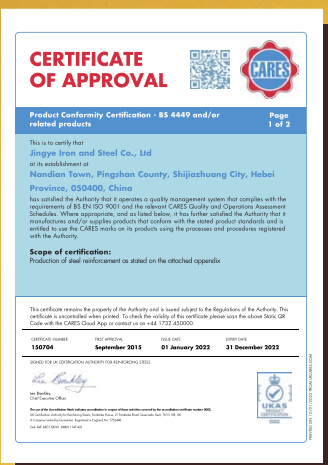 CERTIFICATE
OF APPROVAL
CARES
Product Conformity Certification - BS 4449 and/or
related products
Page
1 of 2
This is to certify that
Jingye Iron and Steel Co., Ltd
at its establishment at
Nandian Town, Pingshan County, Shijiazhuang City, Hebei
Province, 050400, China
has satisfied the Authority that it operates a quality management system that complies with the
requirements of BS EN ISO 9001 and the relevant CARES Quality and Operations Assessment
Schedules. Where appropriate, and as listed below, it has further satisfied the Authority that it
manufactures and/or supplies products that conform with the stated product standards and is
entitled to use the CARES marks on its products using the processes and procedures registered
with the Authority.
Scope of certification:
Production of steel reinforcement as stated on the attached appendix
This certificate remains the property of the Authority and is issued subject to the Regulations of the Authority. This
certificate is uncontrolled when printed. To check the validity of this certificate please scan the above Static QR
Code with the CARES Cloud App or contact us on +44 1732 450000.
CERTIFICATE NUMBER
FIRST APPROVAL
ISSUE DATE
EXPIRY DATE
150704
September 2015
01 January 2022
31 December 2022
SIGNED FOR UK CERTIFICATION AUTHORITY FOR REINFORCING STEELS
Lee Brankley
Chief Executive Officer
UKAS